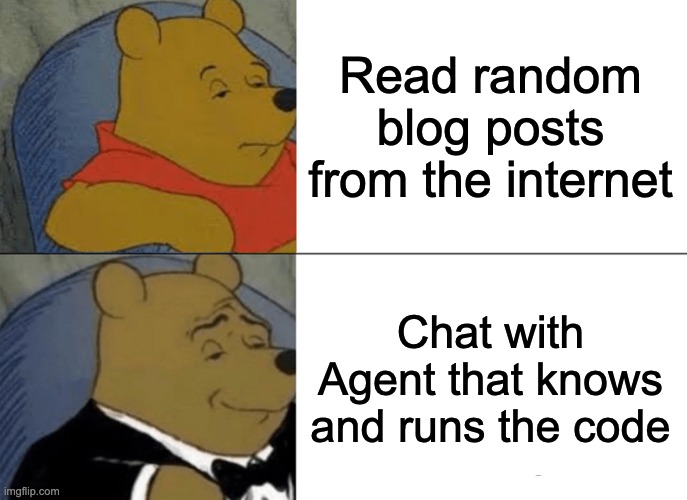 Read random
blog posts
from the internet
Chat with
Agent that knows
and runs the code
imgflip.com